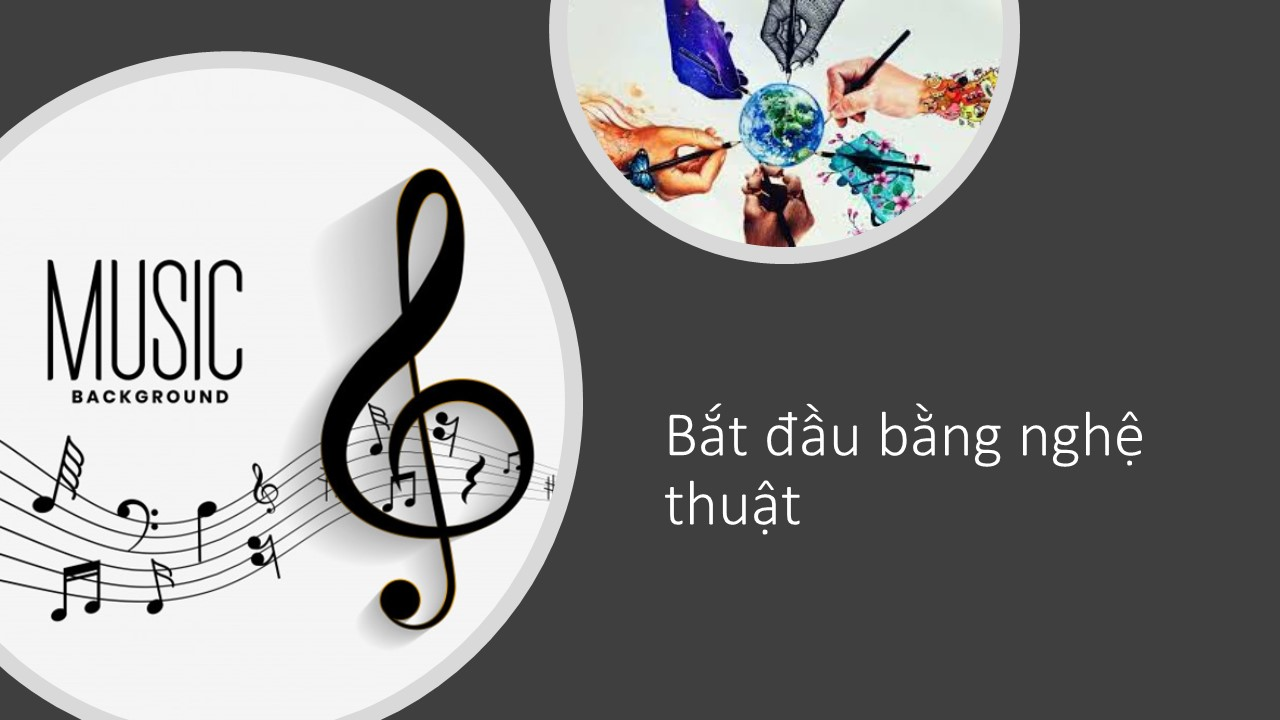 MUSIC
BACKGROUND
Bắt đầu bằng nghệ
thuật